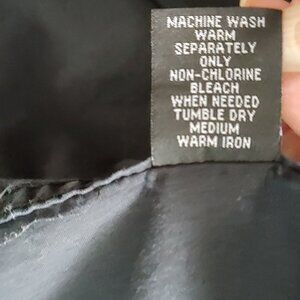 MACHINE WASH
WARM
SEPARATELY
ONLY
NON-CHLORINE
BLEACH
WHEN NEEDED
TUMBLE DRY
MEDIUM
WARM IRON